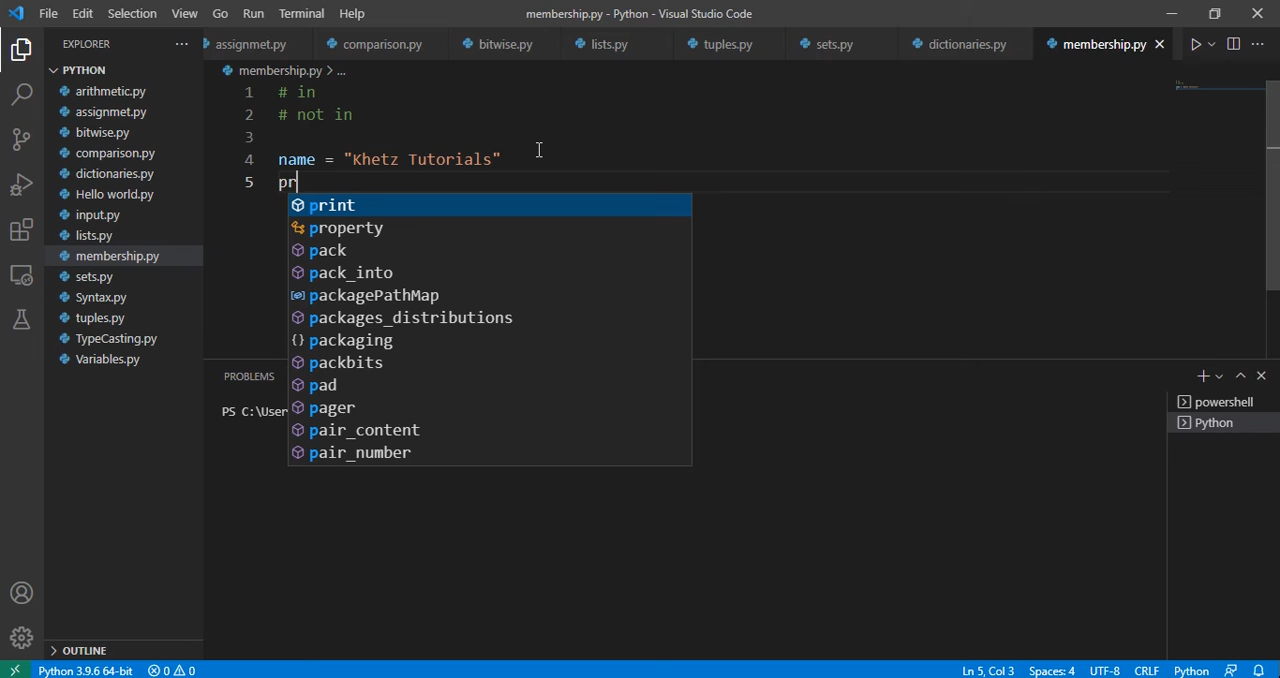 File Edit Selection View Go Run Terminal Help membership.py - Python - Visual Studio Code
EXPLORER
assignmet.py comparison.py bitwise.py lists.py tuples.py sets.py dictionaries.py membership.py
PYTHON
arithmetic.py
assignmet.py
bitwise.py
comparison.py
dictionaries.py
Hello world.py
input.py
lists.py
membership.py
sets.py
Syntax.py
tuples.py
TypeCasting.py
Variables.py
OUTLINE
membership.py > ...
1 # in
2 # not in
3
4 name = "Khetz Tutorials"
5 pr
print
property
pack
pack_into
packagePathMap
packages_distributions
packaging
packbits
pad
pager
pair_content
pair_number
PROBLEMS
PS C:\User
powershell
Python
Python 3.9.6 64-bit 0 0 Ln 5, Col 3 Spaces: 4 UTF-8 CRLF Python